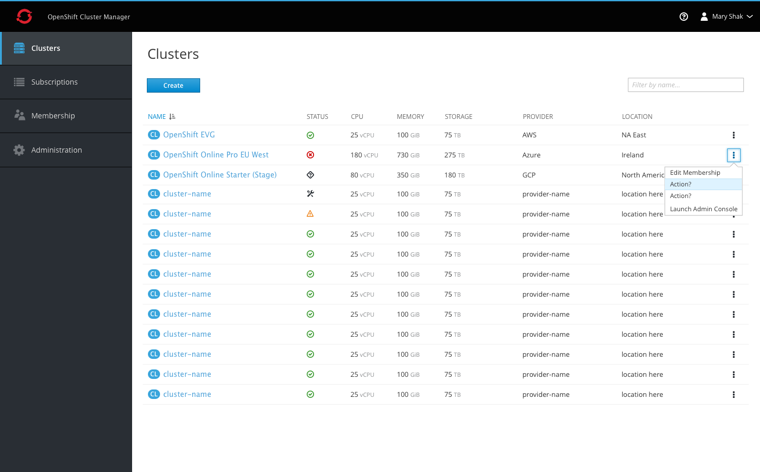 OpenShift Cluster Manager
Mary Shak
Clusters
Subscriptions
Membership
Administration
Clusters
Create
Filter by name...
NAME STATUS CPU MEMORY STORAGE PROVIDER LOCATION
CL OpenShift EVG 25 vCPU 100 GiB 75 TB AWS NA East
CL OpenShift Online Pro EU West 180 vCPU 730 GiB 275 TB Azure Ireland
CL OpenShift Online Starter (Stage) 80 vCPU 350 GiB 180 TB GCP North Americ
CL cluster-name 25 vCPU 100 GiB 75 TB provider-name location here
CL cluster-name 25 vCPU 100 GiB 75 TB provider-name location here
CL cluster-name 25 vCPU 100 GiB 75 TB provider-name location here
CL cluster-name 25 vCPU 100 GiB 75 TB provider-name location here
CL cluster-name 25 vCPU 100 GiB 75 TB provider-name location here
CL cluster-name 25 vCPU 100 GiB 75 TB provider-name location here
CL cluster-name 25 vCPU 100 GiB 75 TB provider-name location here
CL cluster-name 25 vCPU 100 GiB 75 TB provider-name location here
CL cluster-name 25 vCPU 100 GiB 75 TB provider-name location here
CL cluster-name 25 vCPU 100 GiB 75 TB provider-name location here
CL cluster-name 25 vCPU 100 GiB 75 TB provider-name location here
Edit Membership
Action?
Action?
Launch Admin Console